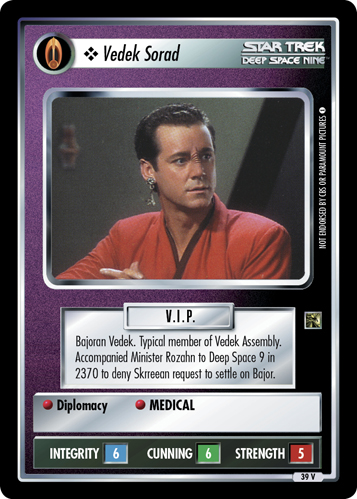 Vedek Sorad
STAR TREK
DEEP SPACE NINE™
NOT ENDORSED BY CBS OR PARAMOUNT PICTURES
V.I.P.
Bajoran Vedek. Typical member of Vedek Assembly.
Accompanied Minister Rozahn to Deep Space 9 in
2370 to deny Skrreean request to settle on Bajor.
Diplomacy MEDICAL
INTEGRITY 6 CUNNING 6 STRENGTH 5
39 V